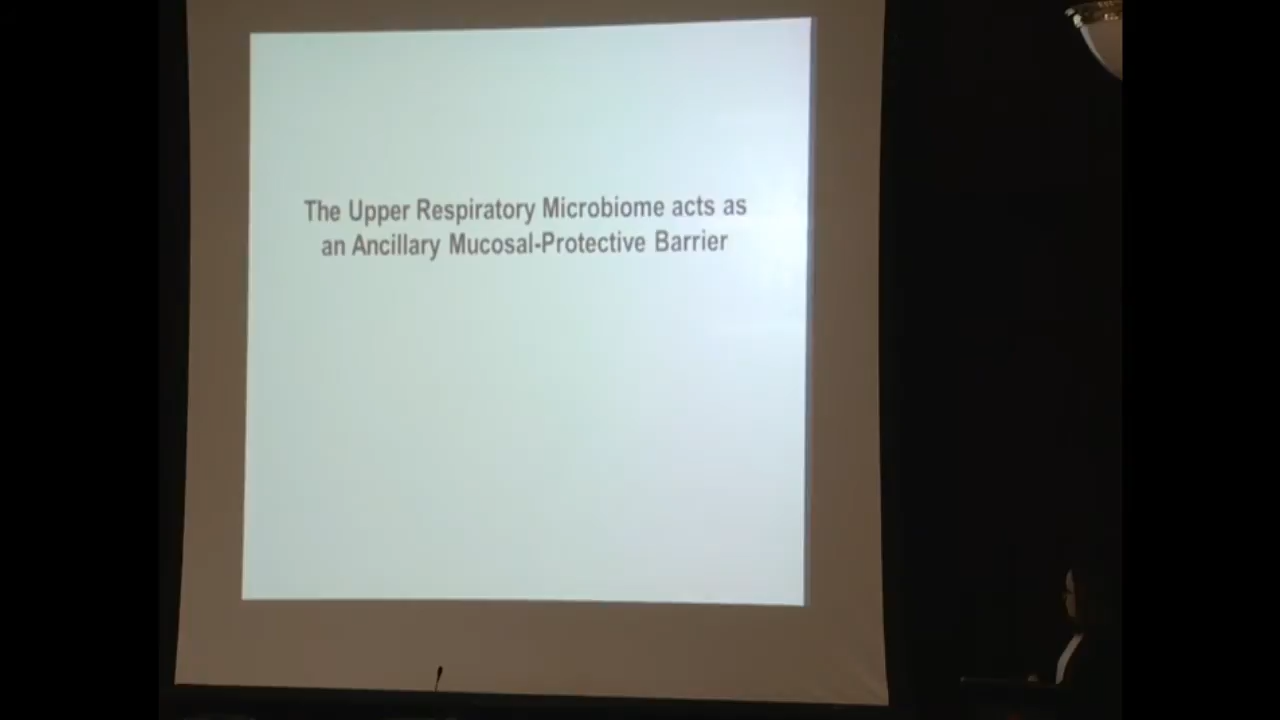 The Upper Respiratory Microbiome acts as
an Ancillary Mucosal-Protective Barrier